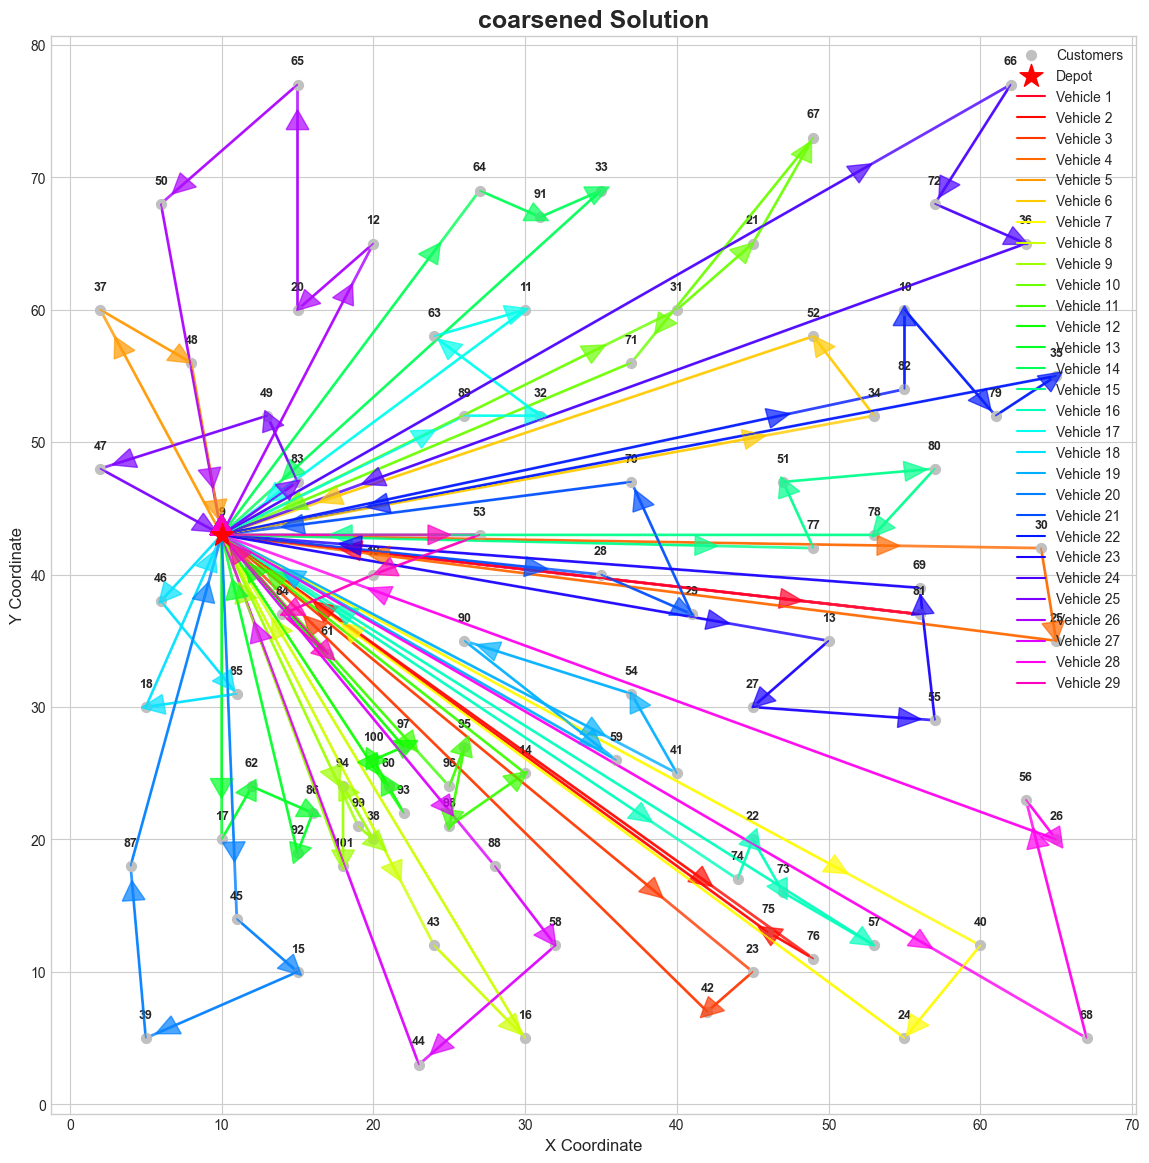 coarsened Solution
80
70
60
50
40
30
20
10
0
0 10 20 30 40 50 60 70
X Coordinate
Y Coordinate
Customers
Depot
Vehicle 1
Vehicle 2
Vehicle 3
Vehicle 4
Vehicle 5
Vehicle 6
Vehicle 7
Vehicle 8
Vehicle 9
Vehicle 10
Vehicle 11
Vehicle 12
Vehicle 13
Vehicle 14
Vehicle 15
Vehicle 16
Vehicle 17
Vehicle 18
Vehicle 19
Vehicle 20
Vehicle 21
Vehicle 22
Vehicle 23
Vehicle 24
Vehicle 25
Vehicle 26
Vehicle 27
Vehicle 28
Vehicle 29
65 66
67
50 64 91 33 72
12 21 36
37 20 11 31 10
48 63 71 52
82 35
49 89 32 34 79
47 83 70 51 80
53 77 78 30
28 69
46 84 29 81
61 90 13 25
18 85 54 27 55
59 41
97 95 44
62 100 60 96 56
86 94 93 98
17 92 99 38 22 26
87 101 88 74 73
45 43 58 75 76 57 40
15 23
39 16 42 24 68
44